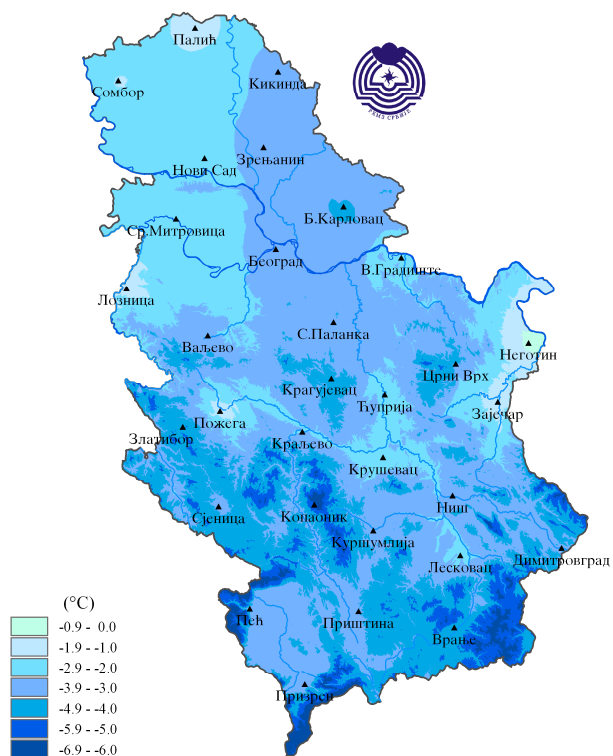 Палић
Сомбор
Кикинда
РХМЗ СРБИЈЕ
Зрењанин
Нови Сад
Б.Карловац
Ср.Митровица
Београд
В.Градиште
Лозница
С.Паланка
Ваљево
Неготин
Црни Врх
Крагујевац
Ћуприја
Зајечар
Пожега
Златибор
Краљево
Крушевац
Ниш
Сјеница
Копаоник
Куршумлија
Димитровград
Лесковац
(°C)
Пећ
Приштина
Врање
Призрен
-0.9 - 0.0
-1.9 - -1.0
-2.9 - -2.0
-3.9 - -3.0
-4.9 - -4.0
-5.9 - -5.0
-6.9 - -6.0